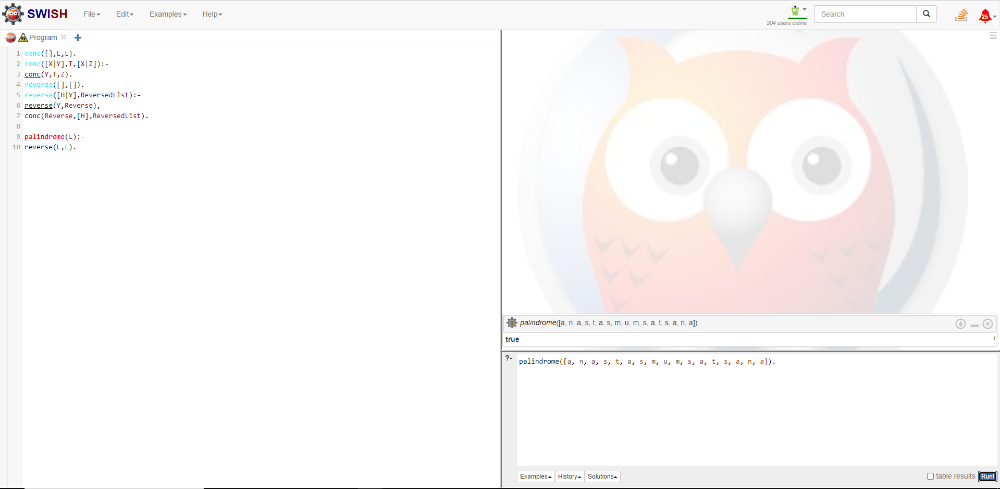 SWISH File Edit Examples Help
204 users online
Search
25
Program
1 conc([],L,L).
2 conc([X|Y],T,[X|Z]):-
3 conc(Y,T,Z).
4 reverse([],[]).
5 reverse([H|Y],ReversedList):-
6 reverse(Y,Reverse),
7 conc(Reverse,[H],ReversedList).
8
9 palindrome(L):-
10 reverse(L,L).
palindrome([a, n, a, s, t, a, s, m, u, m, s, a, t, s, a, n, a]).
true 1
?- palindrome([a, n, a, s, t, a, s, m, u, m, s, a, t, s, a, n, a]).
Examples History Solutions table results Run!